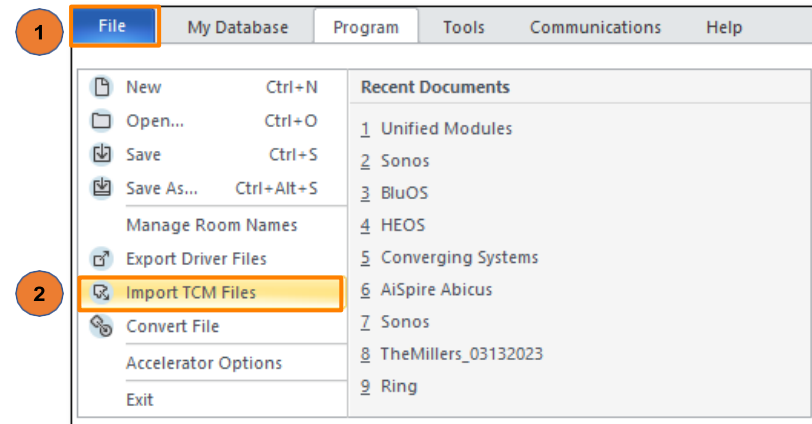 1
File My Database Program Tools Communications Help
New Ctrl+N
Open... Ctrl+O
Save Ctrl+S
Save As... Ctrl+Alt+S
Manage Room Names
Export Driver Files
2
Import TCM Files
Convert File
Accelerator Options
Exit
Recent Documents
1 Unified Modules
2 Sonos
3 BluOS
4 HEOS
5 Converging Systems
6 AiSpire Abicus
7 Sonos
8 TheMillers_03132023
9 Ring